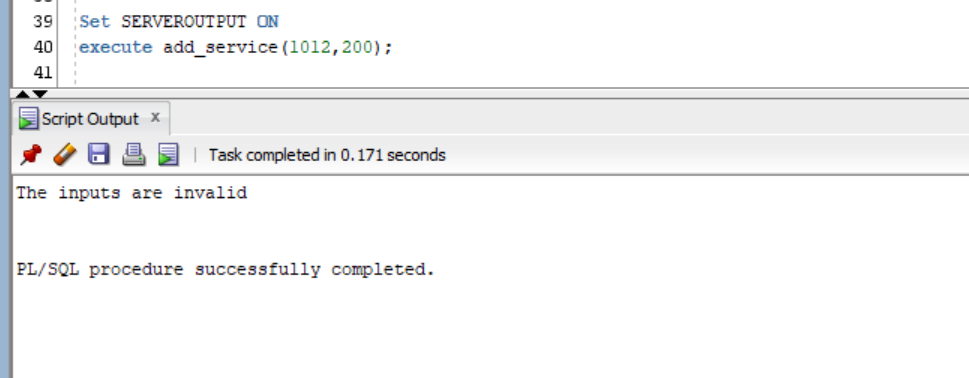 39 Set SERVEROUTPUT ON
40 execute add_service(1012,200);
41
Script Output x
Task completed in 0.171 seconds
The inputs are invalid
PL/SQL procedure successfully completed.